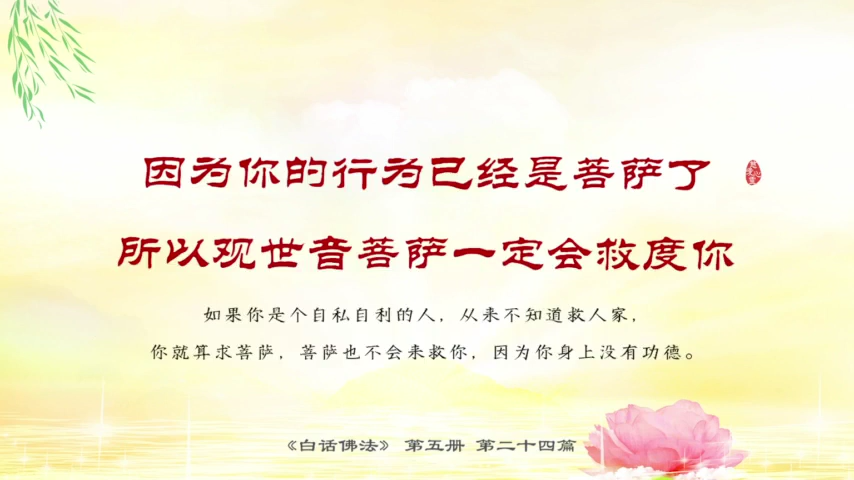 因为你的行为已经是菩萨了
所以观世音菩萨一定会救度你
如果你是个自私自利的人，从来不知道救人家，
你就算求菩萨，菩萨也不会来救你，因为你身上没有功德。
《白话佛法》 第五册 第二十四篇